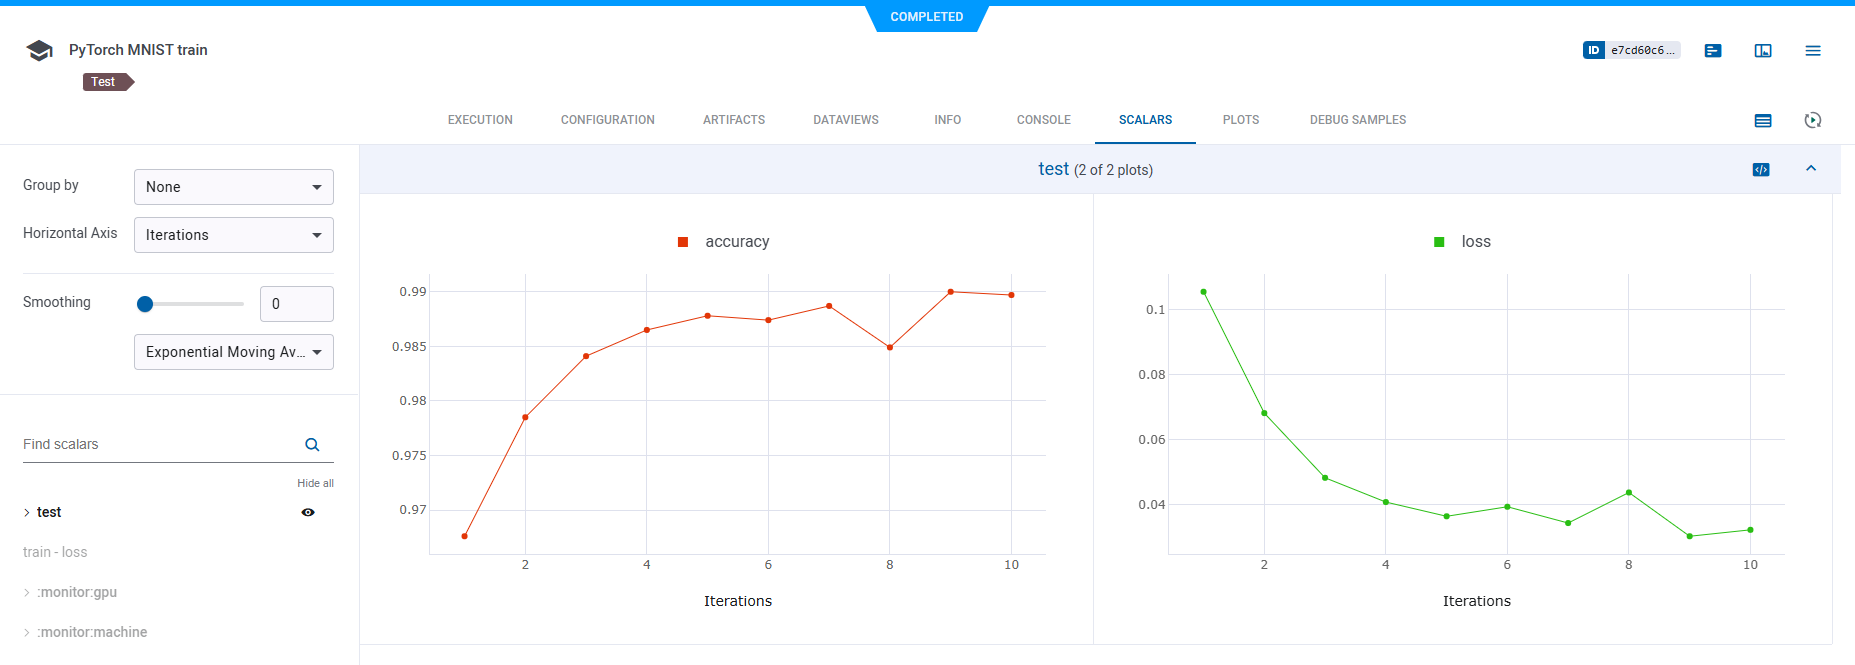 COMPLETED
PyTorch MNIST train
ID e7cd60c6...
Test
EXECUTION CONFIGURATION ARTIFACTS DATAVIEWS INFO CONSOLE SCALARS PLOTS DEBUG SAMPLES
Group by None
Horizontal Axis Iterations
Smoothing 0
Exponential Moving Av...
Find scalars
Hide all
test
train - loss
:monitor:gpu
:monitor:machine
test (2 of 2 plots)
accuracy
0.99
0.985
0.98
0.975
0.97
2 4 6 8 10
Iterations
loss
0.1
0.08
0.06
0.04
2 4 6 8 10
Iterations